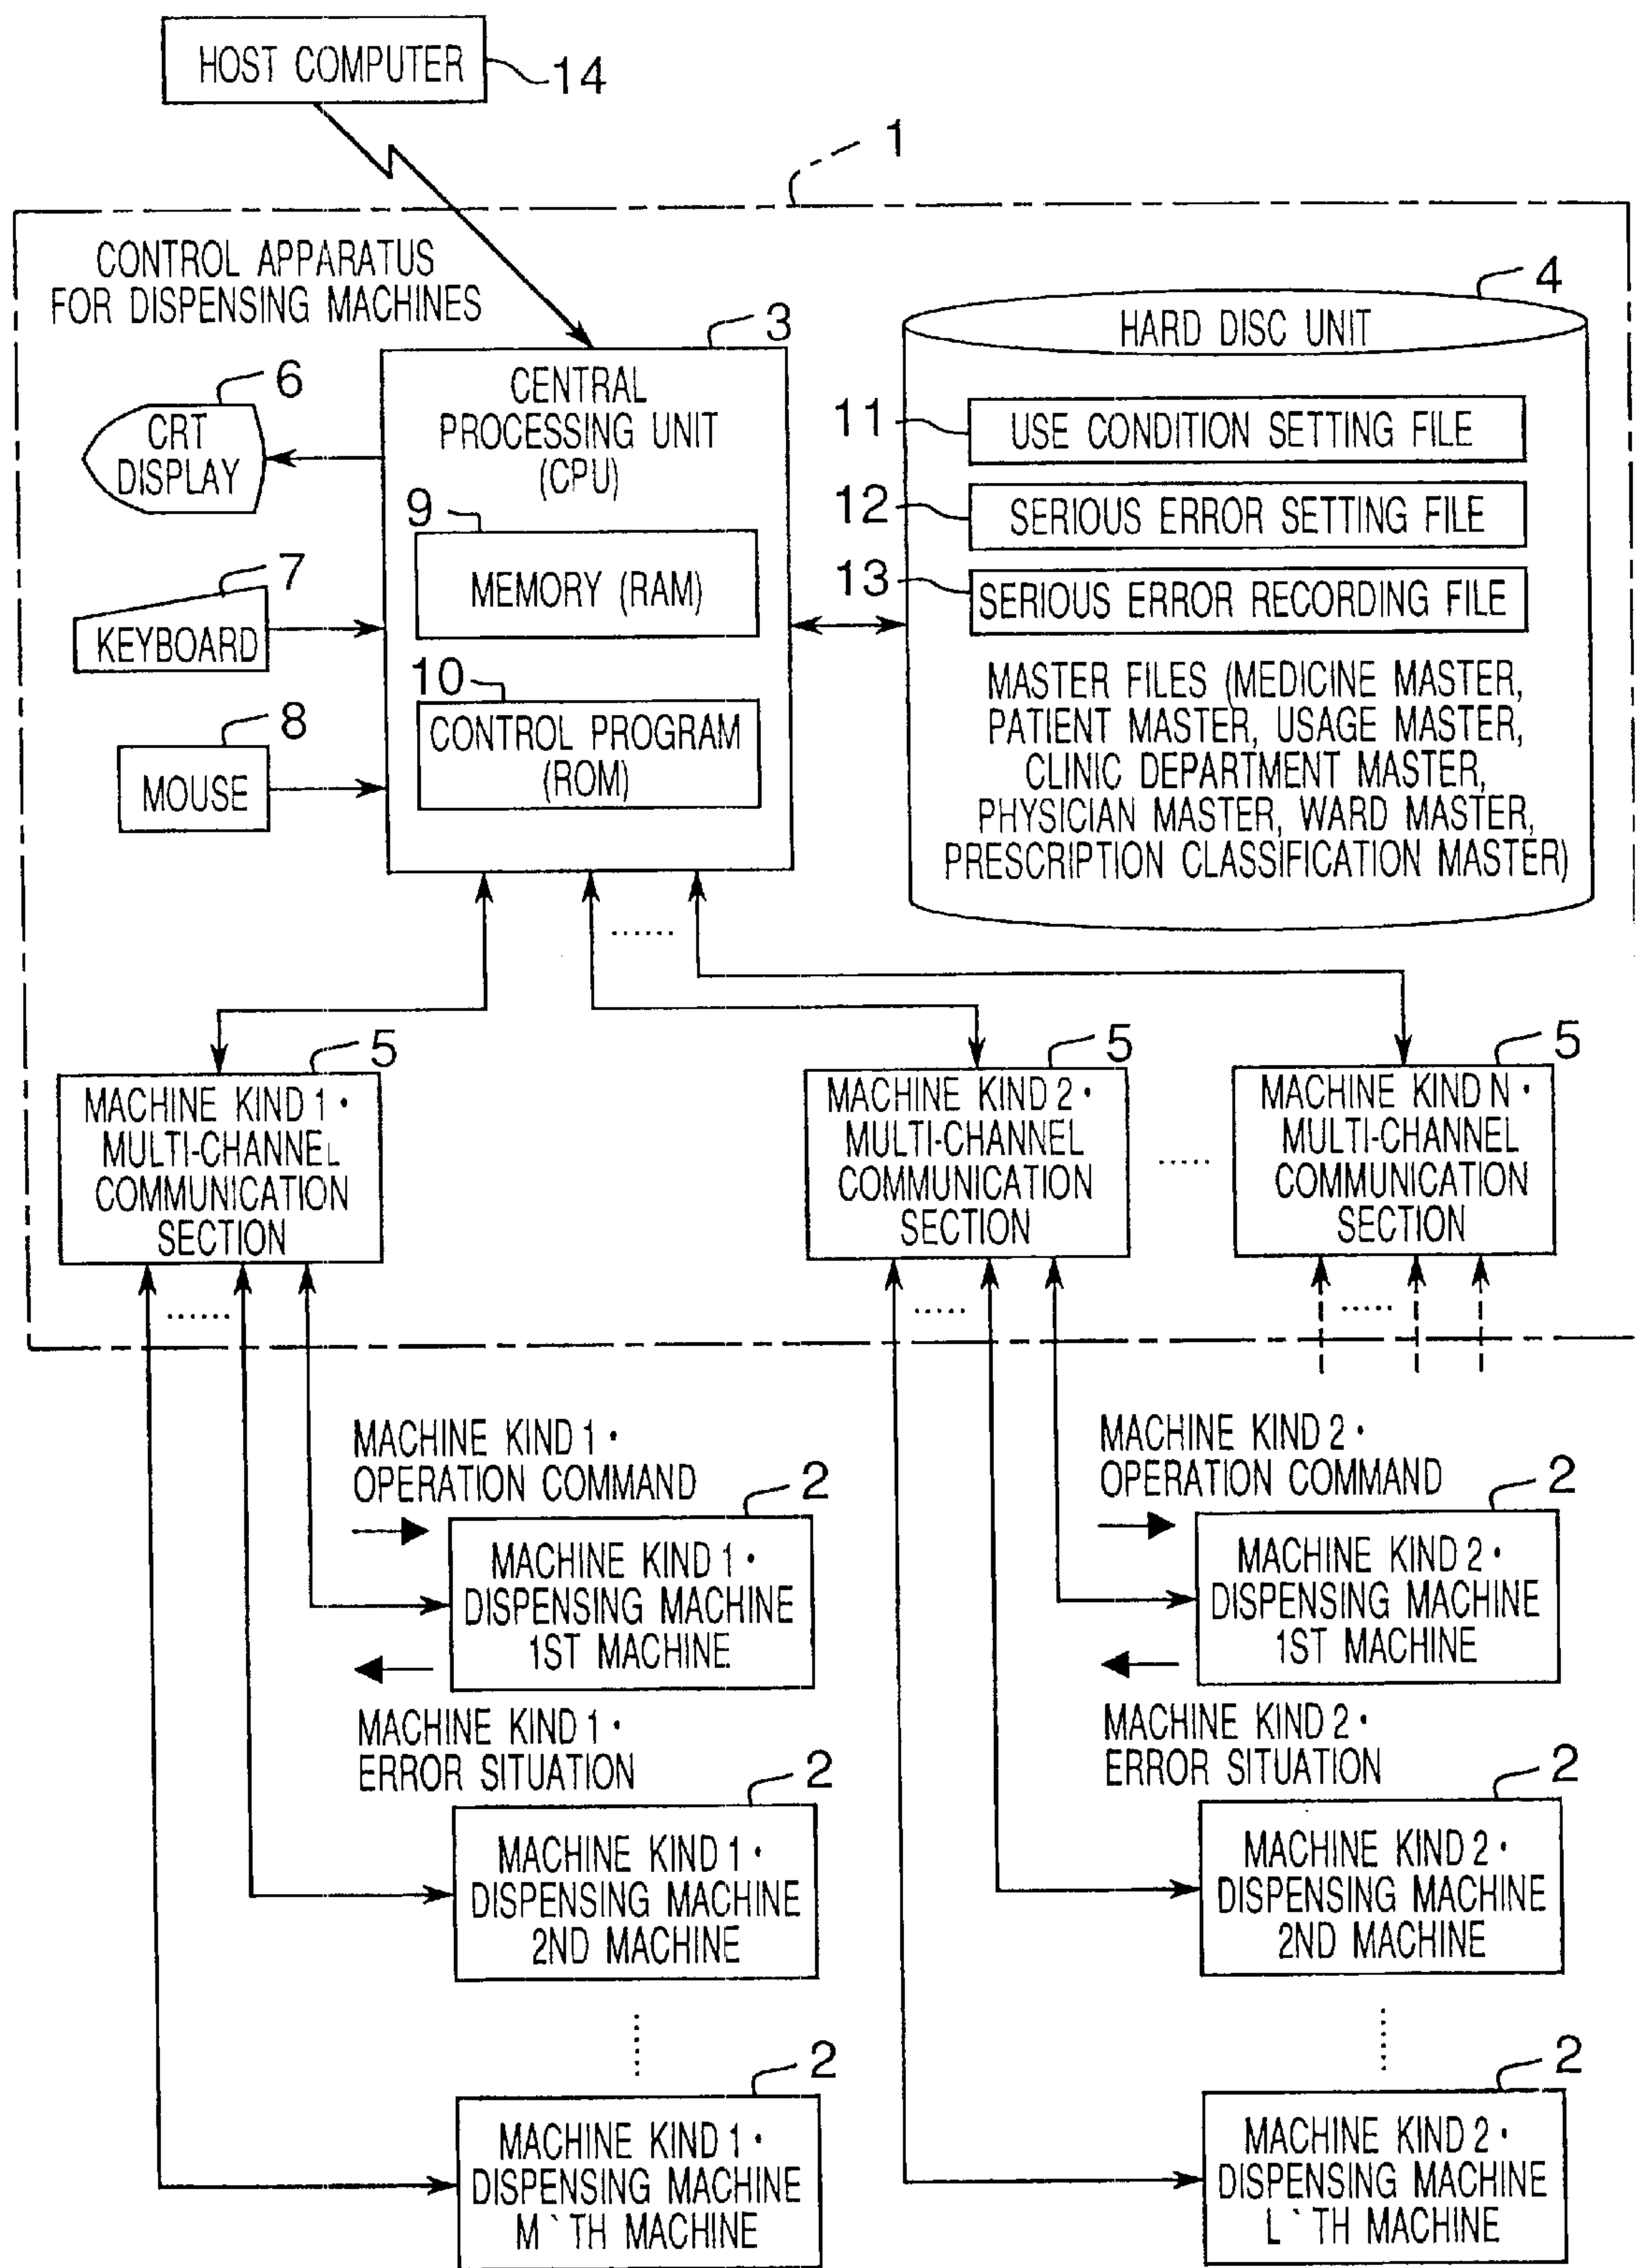 HOST COMPUTER
14
1
CONTROL APPARATUS
FOR DISPENSING MACHINES
3
CENTRAL
PROCESSING UNIT
(CPU)
9
MEMORY (RAM)
10
CONTROL PROGRAM
(ROM)
6
CRT
DISPLAY
7
KEYBOARD
8
MOUSE
4
HARD DISC UNIT
11
USE CONDITION SETTING FILE
12
SERIOUS ERROR SETTING FILE
13
SERIOUS ERROR RECORDING FILE
MASTER FILES (MEDICINE MASTER,
PATIENT MASTER, USAGE MASTER,
CLINIC DEPARTMENT MASTER,
PHYSICIAN MASTER, WARD MASTER,
PRESCRIPTION CLASSIFICATION MASTER)
......
5
MACHINE KIND 1・
MULTI-CHANNEL
COMMUNICATION
SECTION
5
MACHINE KIND 2・
MULTI-CHANNEL
COMMUNICATION
SECTION
.....
5
MACHINE KIND N・
MULTI-CHANNEL
COMMUNICATION
SECTION
......
.....
.....
MACHINE KIND 1・
OPERATION COMMAND
2
MACHINE KIND 1・
DISPENSING MACHINE
1ST MACHINE
MACHINE KIND 1・
ERROR SITUATION
2
MACHINE KIND 1・
DISPENSING MACHINE
2ND MACHINE
2
MACHINE KIND 1・
DISPENSING MACHINE
M`TH MACHINE
MACHINE KIND 2・
OPERATION COMMAND
2
MACHINE KIND 2・
DISPENSING MACHINE
1ST MACHINE
MACHINE KIND 2・
ERROR SITUATION
2
MACHINE KIND 2・
DISPENSING MACHINE
2ND MACHINE
2
MACHINE KIND 2・
DISPENSING MACHINE
L`TH MACHINE